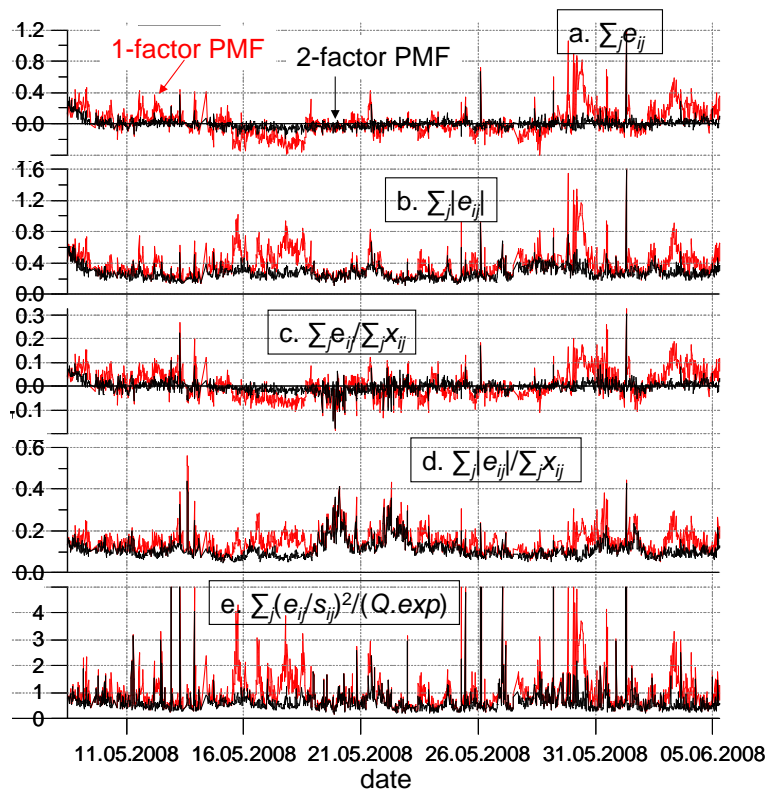 1.2
0.8
0.4
0.0
1-factor PMF
2-factor PMF
a. ∑jeij
1.6
1.2
0.8
0.4
0.0
b. ∑j|eij|
0.3
0.2
0.1
0.0
-0.1
c. ∑jeij/∑jxij
0.6
0.4
0.2
0.0
d. ∑j|eij|/∑jxij
4
3
2
1
0
e. ∑j(eij/sij)2/(Q.exp)
11.05.2008 16.05.2008 21.05.2008 26.05.2008 31.05.2008 05.06.2008
date